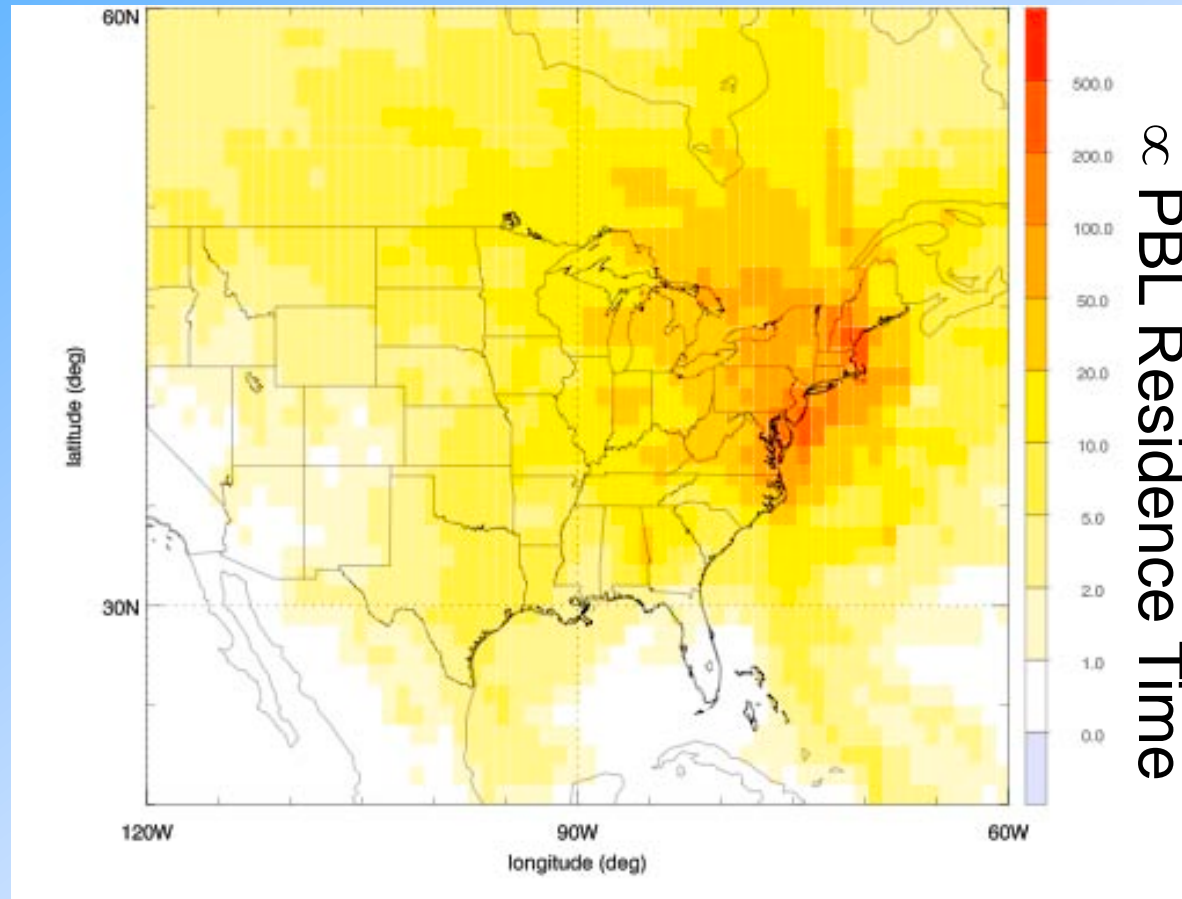 60N
30N
120W
90W
60W
latitude (deg)
longitude (deg)
500.0
200.0
100.0
50.0
20.0
10.0
5.0
2.0
1.0
0.0
∝ PBL Residence Time